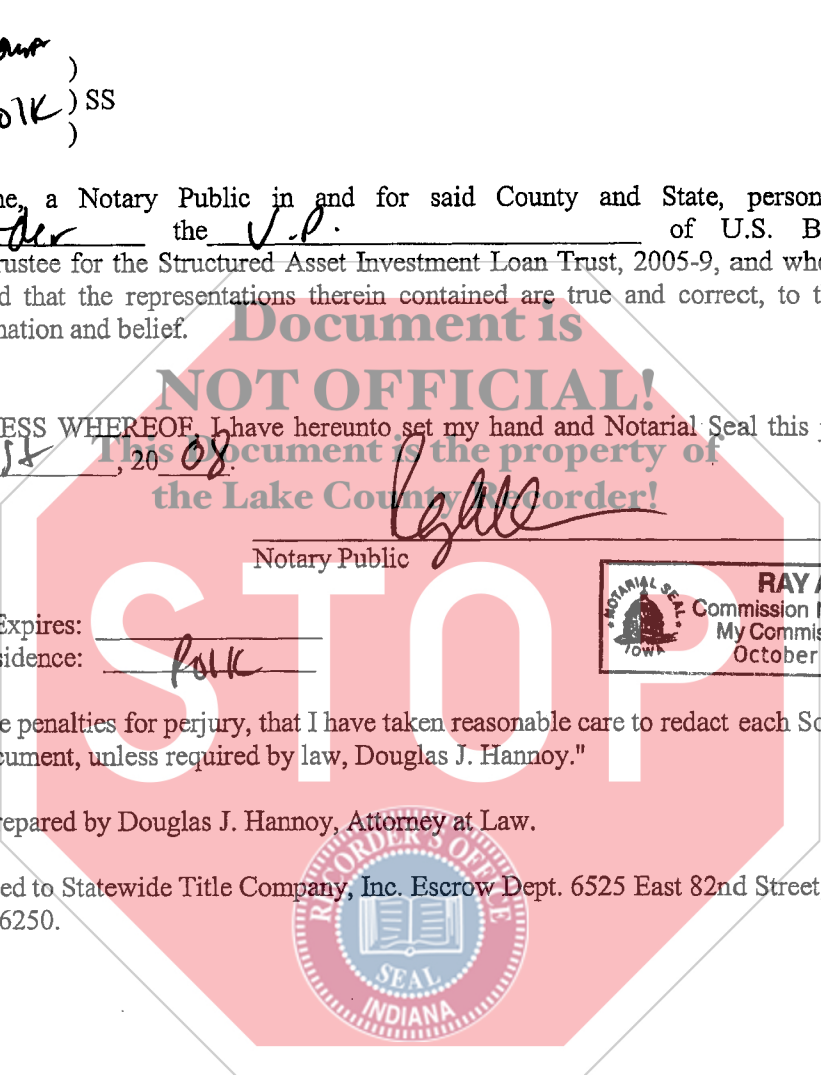 )
olk ) SS
)
ne, a Notary Public in and for said County and State, person
der the V.P. of U.S. B
rustee for the Structured Asset Investment Loan Trust, 2005-9, and who
d that the representations therein contained are true and correct, to t
nation and belief.
Document is
NOT OFFICIAL!
ESS WHEREOF, I have hereunto set my hand and Notarial Seal this
st , 20 08.
This Document is the property of
the Lake County Recorder!
Notary Public
NOTARIAL SEAL
IOWA
RAY A
Commission N
My Commis
October
Expires:
sidence: Polk
STOP
e penalties for perjury, that I have taken reasonable care to redact each So
cument, unless required by law, Douglas J. Hannoy."
repared by Douglas J. Hannoy, Attorney at Law.
ed to Statewide Title Company, Inc. Escrow Dept. 6525 East 82nd Street
6250.
RECORDER'S OFFICE
SEAL
INDIANA